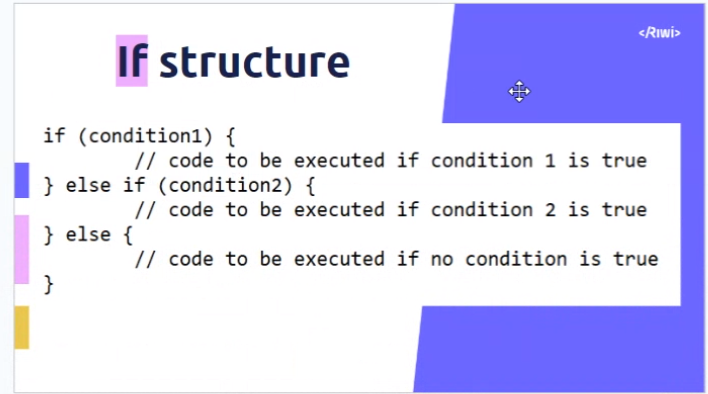 </Riwi>
If structure
if (condition1) {
        // code to be executed if condition 1 is true
} else if (condition2) {
        // code to be executed if condition 2 is true
} else {
        // code to be executed if no condition is true
}